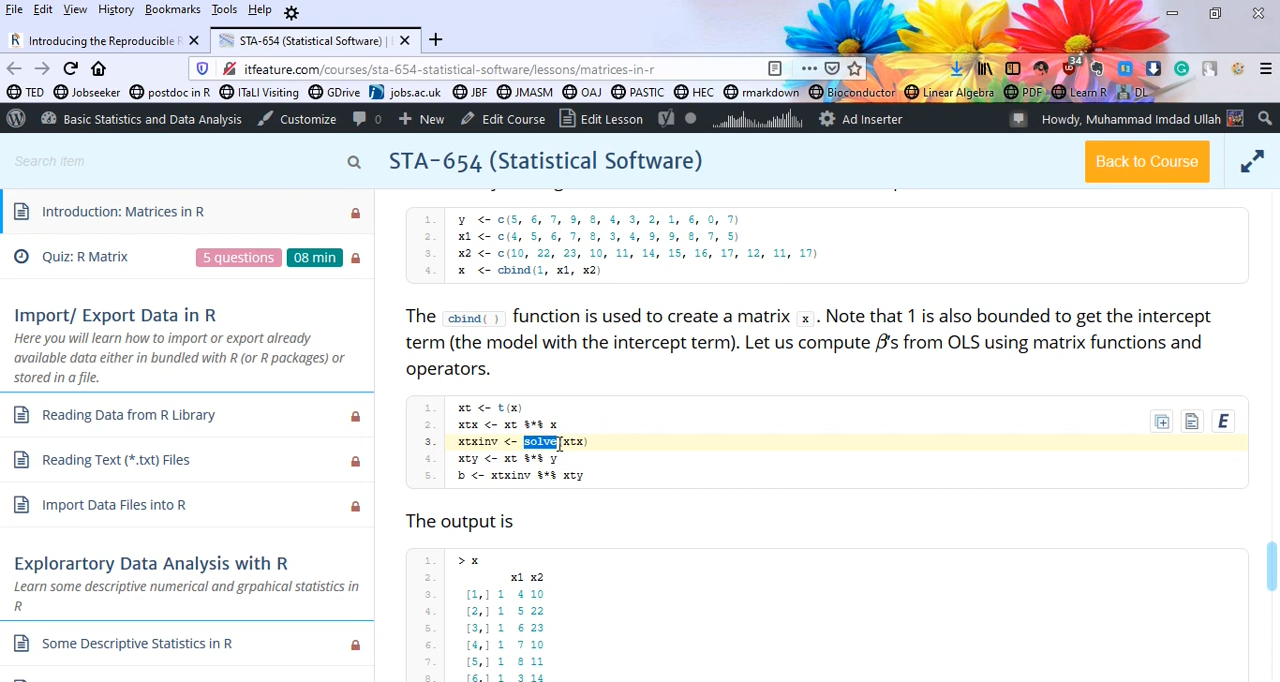 File Edit View History Bookmarks Tools Help
Introducing the Reproducible R
STA-654 (Statistical Software) |
itfeature.com/courses/sta-654-statistical-software/lessons/matrices-in-r
34
TED Jobseeker postdoc in R ITaLI Visiting GDrive jobs.ac.uk JBF JMASM OAJ PASTIC HEC rmarkdown Bioconductor Linear Algebra PDF Learn R DL
Basic Statistics and Data Analysis Customize 0 New Edit Course Edit Lesson Ad Inserter Howdy, Muhammad Imdad Ullah
Search item
STA-654 (Statistical Software)
Back to Course
Introduction: Matrices in R
Quiz: R Matrix 5 questions 08 min
Import/ Export Data in R
Here you will learn how to import or export already
available data either in bundled with R (or R packages) or
stored in a file.
Reading Data from R Library
Reading Text (*.txt) Files
Import Data Files into R
Explorartory Data Analysis with R
Learn some descriptive numerical and grpahical statistics in
R
Some Descriptive Statistics in R
1. y <- c(5, 6, 7, 9, 8, 4, 3, 2, 1, 6, 0, 7)
2. x1 <- c(4, 5, 6, 7, 8, 3, 4, 9, 9, 8, 7, 5)
3. x2 <- c(10, 22, 23, 10, 11, 14, 15, 16, 17, 12, 11, 17)
4. x <- cbind(1, x1, x2)
The cbind( ) function is used to create a matrix x . Note that 1 is also bounded to get the intercept
term (the model with the intercept term). Let us compute β's from OLS using matrix functions and
operators.
1. xt <- t(x)
2. xtx <- xt %*% x
3. xtxinv <- solve(xtx)
4. xty <- xt %*% y
5. b <- xtxinv %*% xty
The output is
1. > x
2. x1 x2
3. [1,] 1 4 10
4. [2,] 1 5 22
5. [3,] 1 6 23
6. [4,] 1 7 10
7. [5,] 1 8 11
8. [6,] 1 3 14